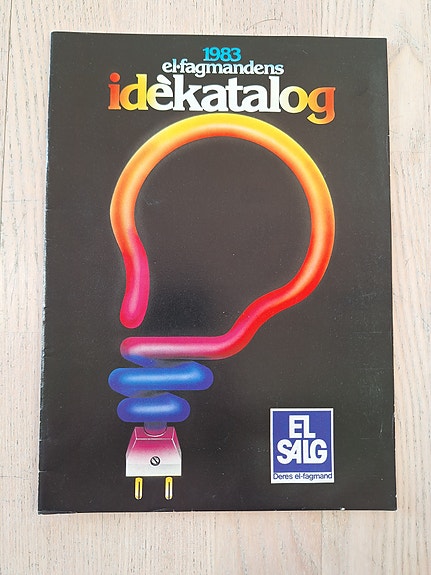 1983
el-fagmandens
idèkatalog
EL
SALG
Deres el-fagmand